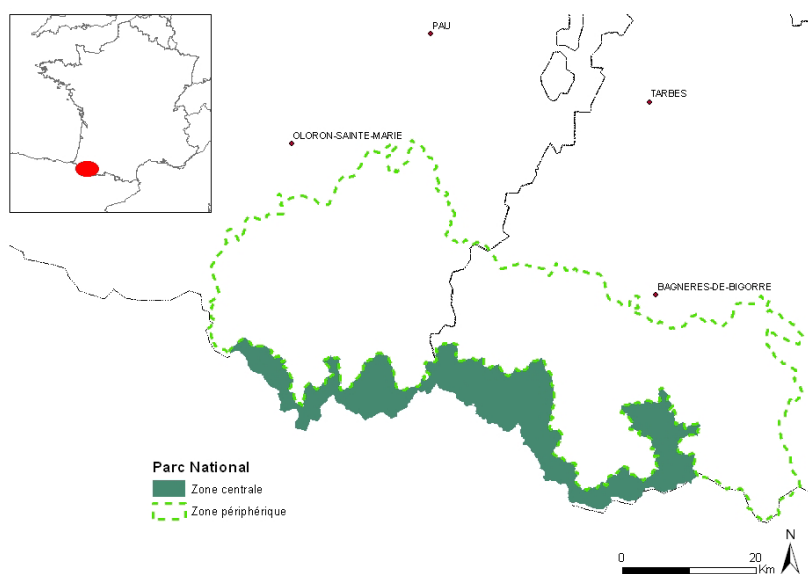 PAU
TARBES
OLORON-SAINTE-MARIE
BAGNERES-DE-BIGORRE
Parc National
Zone centrale
Zone périphérique
N
0 20
Km